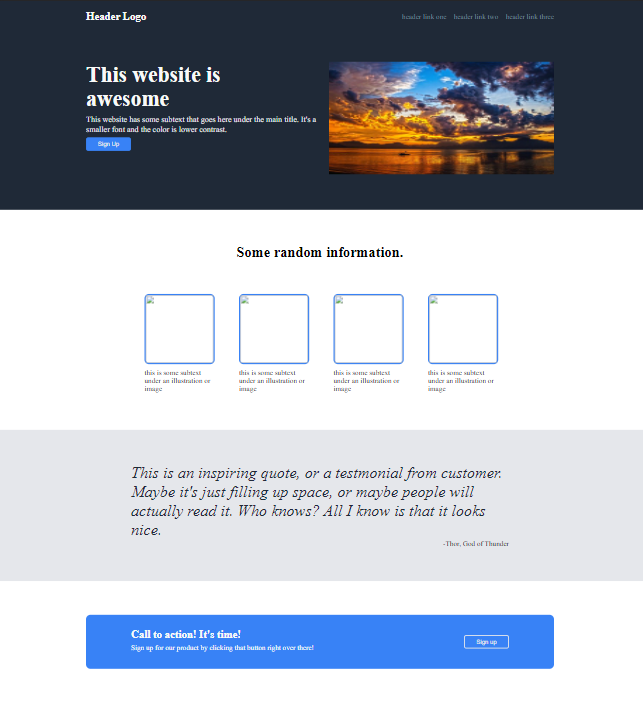 Header Logo
header link one header link two header link three
This website is
awesome
This website has some subtext that goes here under the main title. It's a
smaller font and the color is lower contrast.
Sign Up
Some random information.
this is some subtext
under an illustration or
image
this is some subtext
under an illustration or
image
this is some subtext
under an illustration or
image
this is some subtext
under an illustration or
image
This is an inspiring quote, or a testmonial from customer.
Maybe it's just filling up space, or maybe people will
actually read it. Who knows? All I know is that it looks
nice.
-Thor, God of Thunder
Call to action! It's time!
Sign up for our product by clicking that button right over there!
Sign up